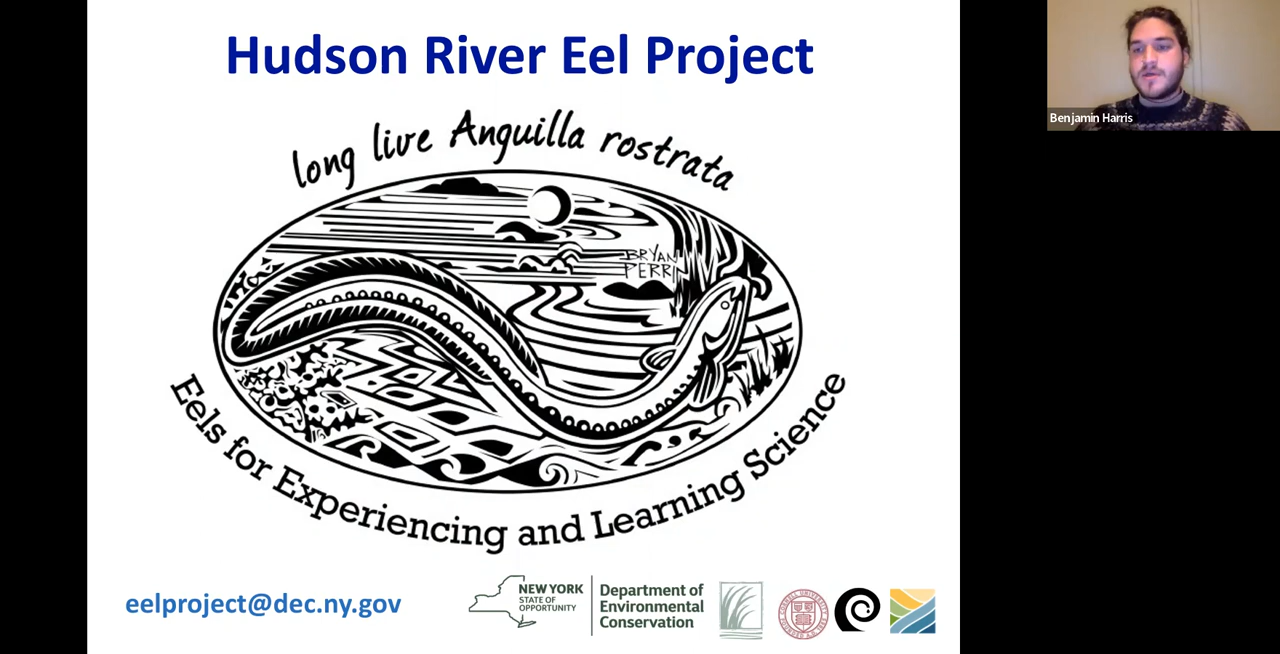 Hudson River Eel Project
Benjamin Harris
long live Anguilla rostrata
BRYAN
PERRIN
Eels for Experiencing and Learning Science
eelproject@dec.ny.gov
NEW YORK
STATE OF
OPPORTUNITY
Department of
Environmental
Conservation